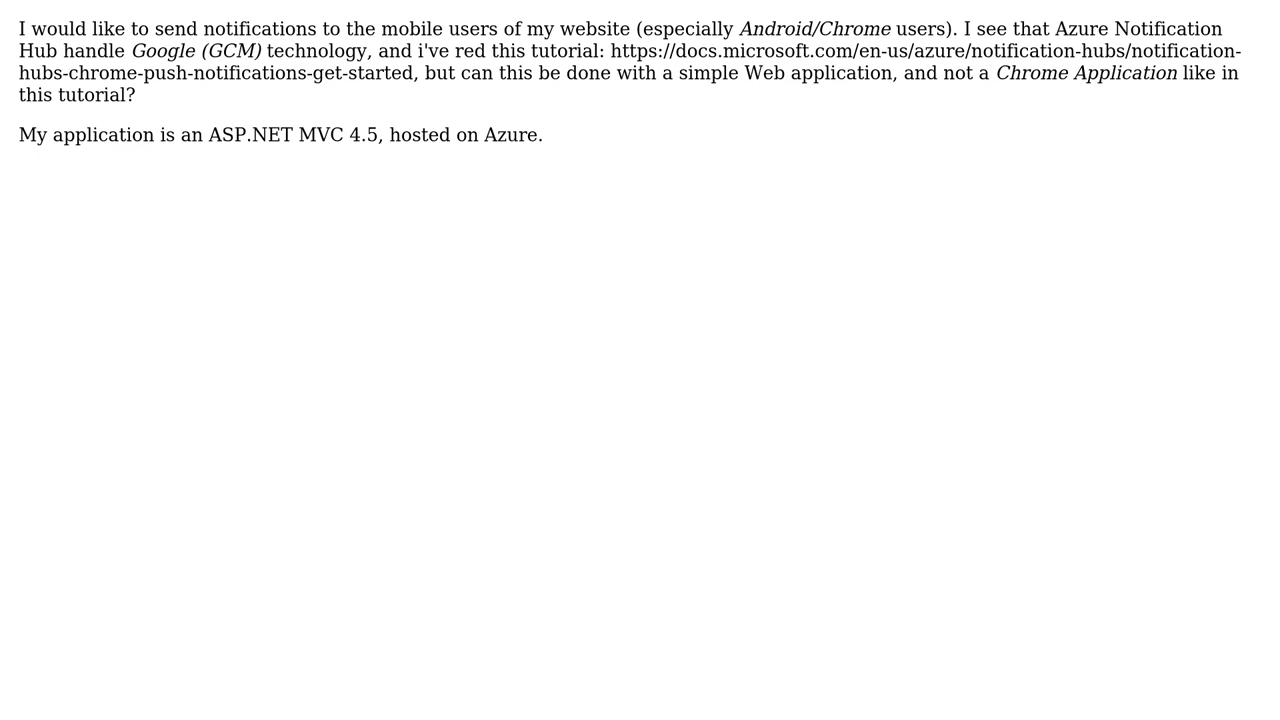 I would like to send notifications to the mobile users of my website (especially Android/Chrome users). I see that Azure Notification
Hub handle Google (GCM) technology, and i've red this tutorial: https://docs.microsoft.com/en-us/azure/notification-hubs/notification-
hubs-chrome-push-notifications-get-started, but can this be done with a simple Web application, and not a Chrome Application like in
this tutorial?
My application is an ASP.NET MVC 4.5, hosted on Azure.